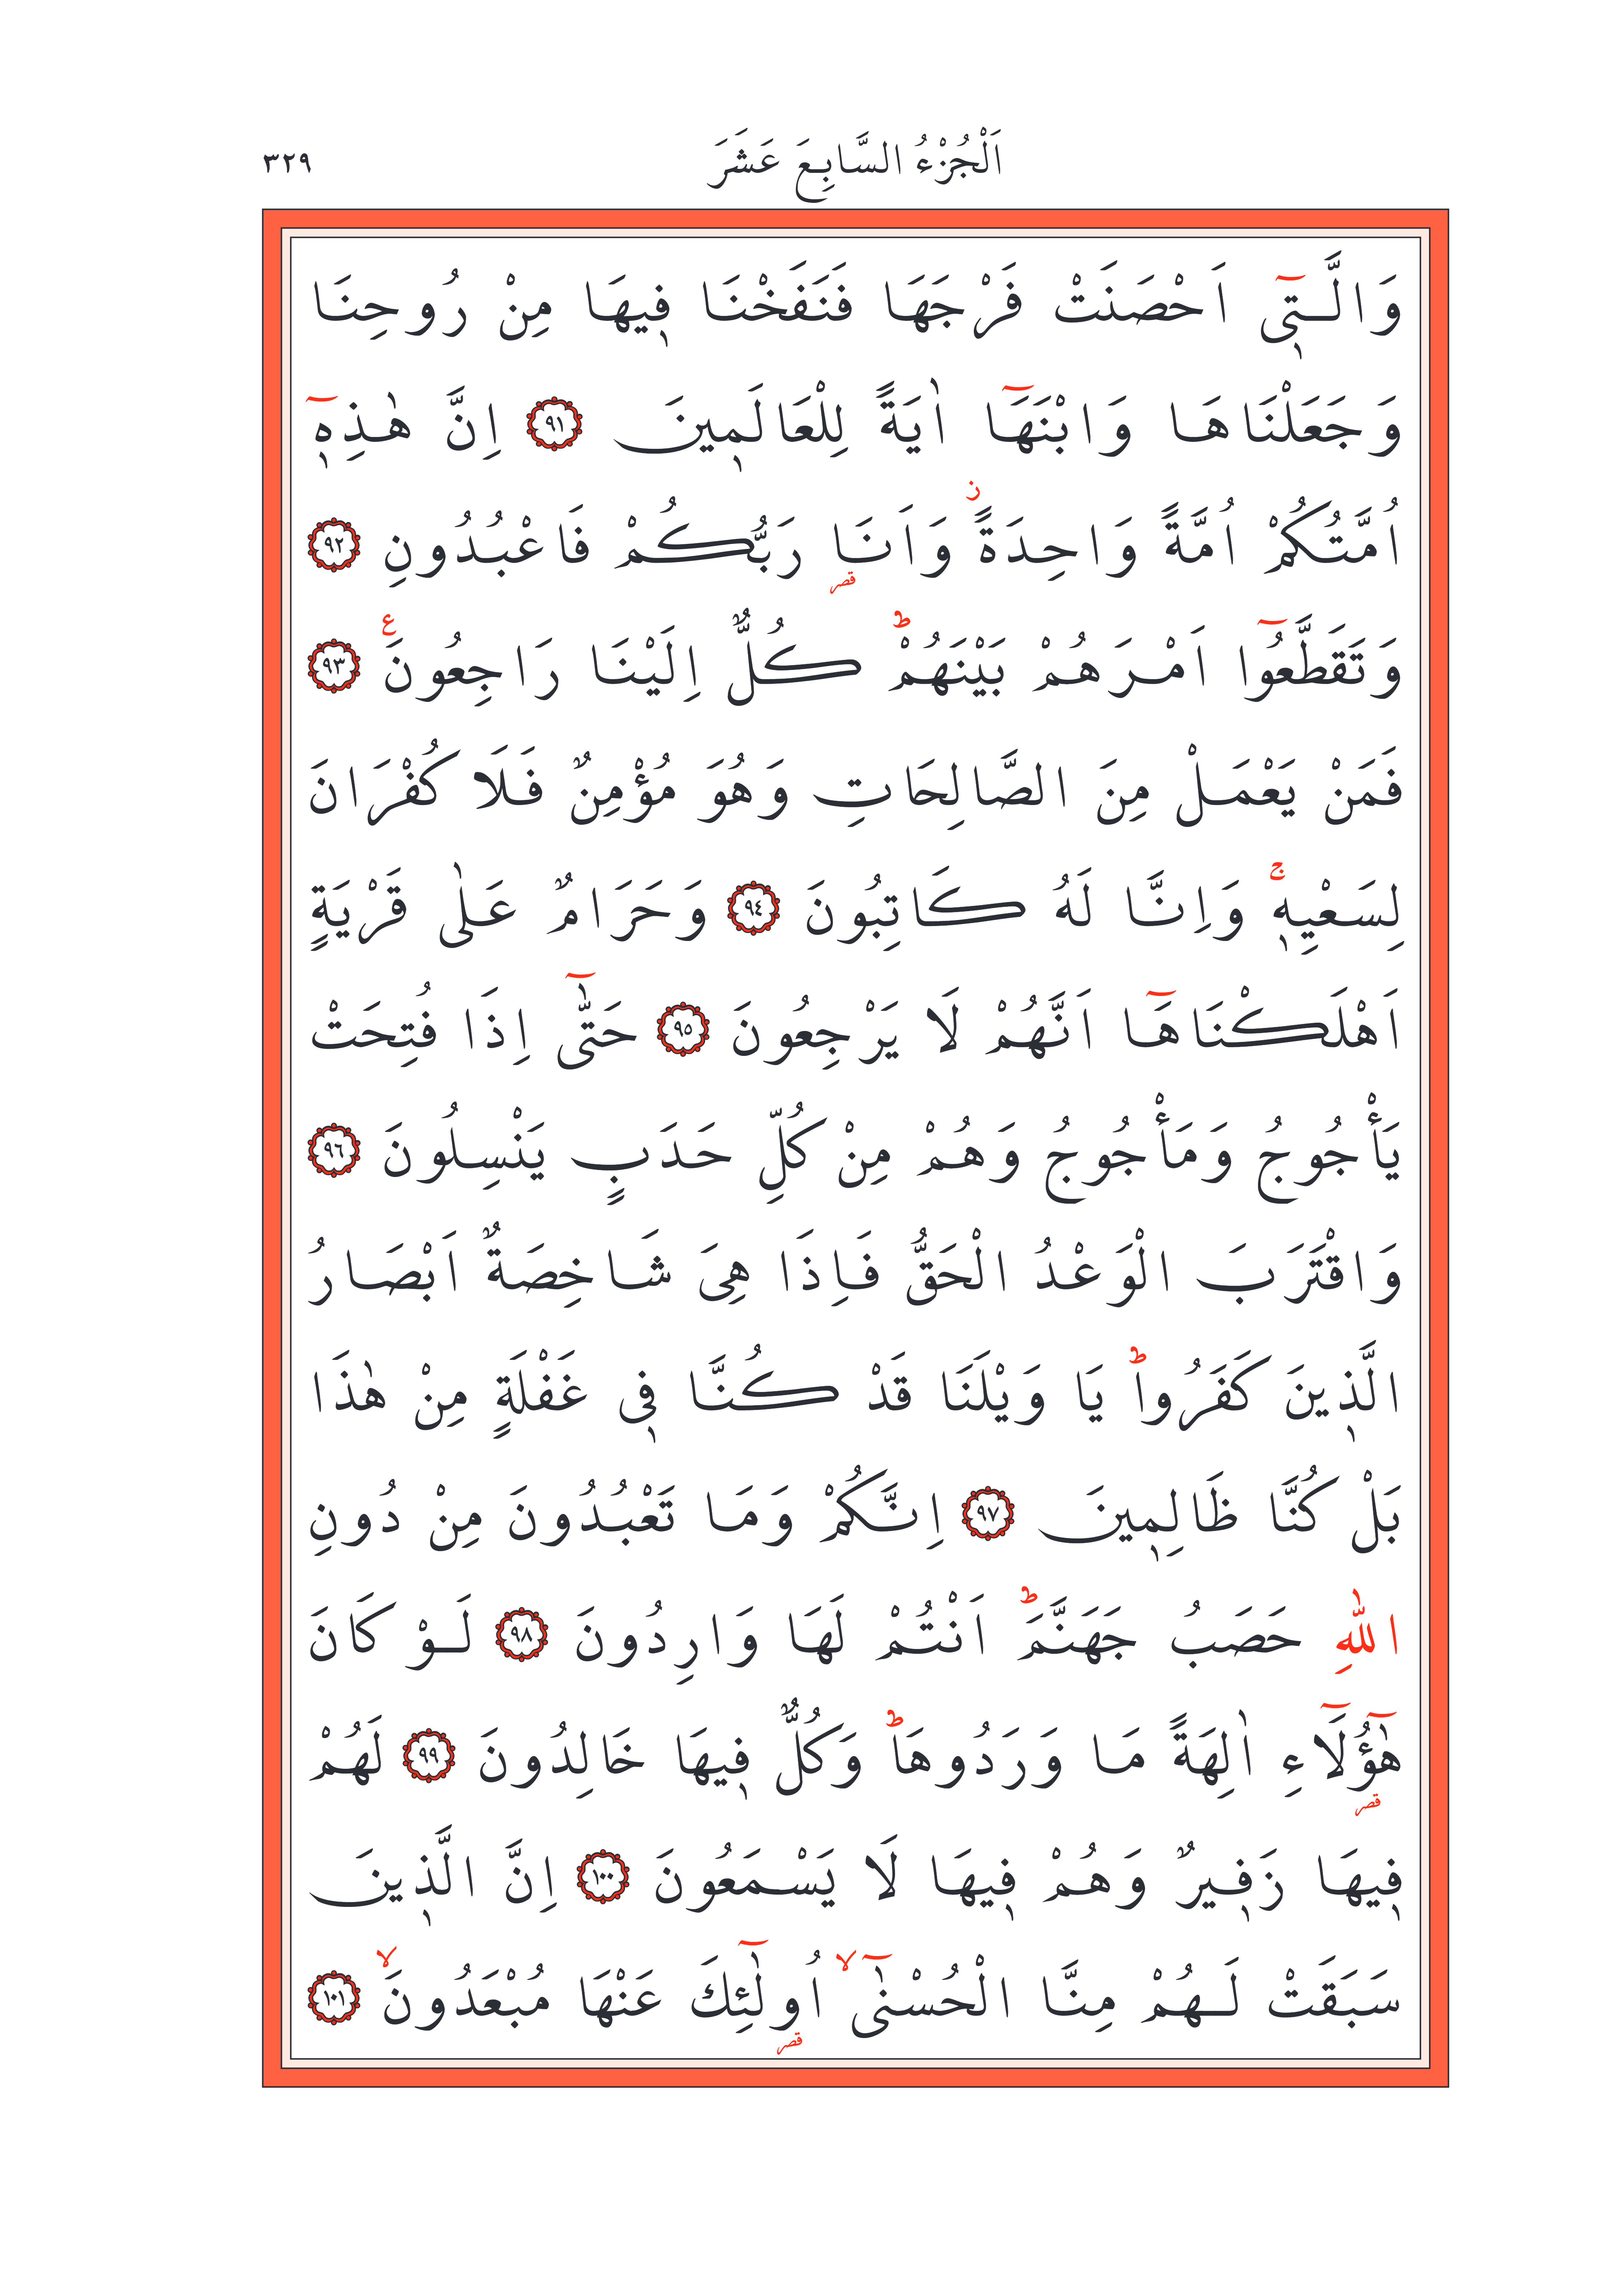 اَلْجُزْءُ السَّابِعَ عَشَرَ ٣٢٩
وَالَّتٖٓى اَحْصَنَتْ فَرْجَهَا فَنَفَخْنَا فٖيهَا مِنْ رُوحِنَا
وَجَعَلْنَاهَا وَابْنَهَٓا اٰيَةً لِلْعَالَمٖينَ ٩١ اِنَّ هٰذِهٖٓ
اُمَّتُكُمْ اُمَّةً وَاحِدَةًۘ وَاَنَا۬ رَبُّكُمْ فَاعْبُدُونِ ٩٢
وَتَقَطَّعُٓوا اَمْرَهُمْ بَيْنَهُمْؕ كُلٌّ اِلَيْنَا رَاجِعُونَࣖ ٩٣
فَمَنْ يَعْمَلْ مِنَ الصَّالِحَاتِ وَهُوَ مُؤْمِنٌ فَلَا كُفْرَانَ
لِسَعْيِهٖۚ وَاِنَّا لَهُ كَاتِبُونَ ٩٤ وَحَرَامٌ عَلٰى قَرْيَةٍ
اَهْلَكْنَاهَٓا اَنَّهُمْ لَا يَرْجِعُونَ ٩٥ حَتّٰٓى اِذَا فُتِحَتْ
يَأْجُوجُ وَمَأْجُوجُ وَهُمْ مِنْ كُلِّ حَدَبٍ يَنْسِلُونَ ٩٦
وَاقْتَرَبَ الْوَعْدُ الْحَقُّ فَاِذَا هِىَ شَاخِصَةٌ اَبْصَارُ
الَّذٖينَ كَفَرُواؕ يَا وَيْلَنَا قَدْ كُنَّا فٖى غَفْلَةٍ مِنْ هٰذَا
بَلْ كُنَّا ظَالِمٖينَ ٩٧ اِنَّكُمْ وَمَا تَعْبُدُونَ مِنْ دُونِ
اللّٰهِ حَصَبُ جَهَنَّمَؕ اَنْتُمْ لَهَا وَارِدُونَ ٩٨ لَوْ كَانَ
هٰٓؤُ۬لَٓاءِ اٰلِهَةً مَا وَرَدُوهَاؕ وَكُلٌّ فٖيهَا خَالِدُونَ ٩٩ لَهُمْ
فٖيهَا زَفٖيرٌ وَهُمْ فٖيهَا لَا يَسْمَعُونَ ١٠٠ اِنَّ الَّذٖينَ
سَبَقَتْ لَهُمْ مِنَّا الْحُسْنٰٓىۙ اُو۬لٰٓئِكَ عَنْهَا مُبْعَدُونَۙ ١٠١